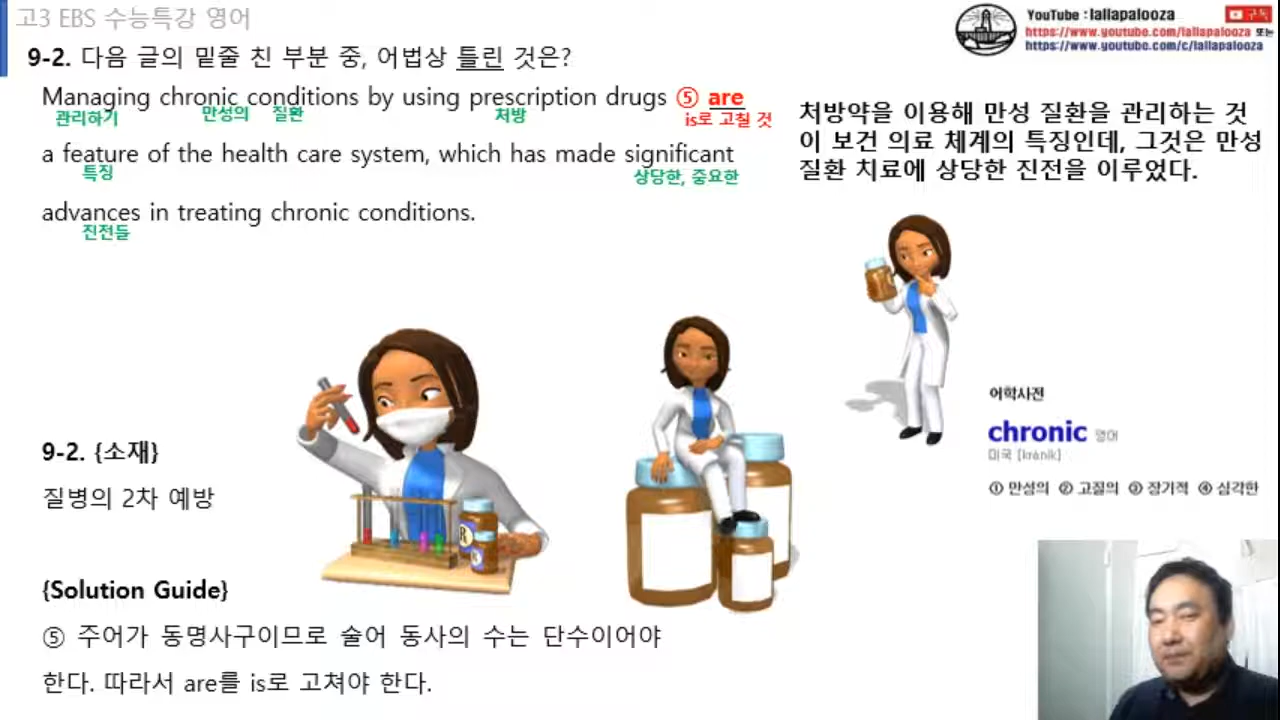 고3 EBS 수능특강 영어
YouTube : lallapalooza
구독
https://www.youtube.com/lallapalooza 또는
https://www.youtube.com/c/lallapalooza
9-2. 다음 글의 밑줄 친 부분 중, 어법상 틀린 것은?
Managing chronic conditions by using prescription drugs ⑤ are
관리하기 만성의 질환 처방 is로 고칠 것
a feature of the health care system, which has made significant
특징 상당한, 중요한
advances in treating chronic conditions.
진전들
처방약을 이용해 만성 질환을 관리하는 것
이 보건 의료 체계의 특징인데, 그것은 만성
질환 치료에 상당한 진전을 이루었다.
어학사전
chronic 영어
미국 [kránik]
① 만성의 ② 고질의 ③ 장기적 ④ 심각한
9-2. {소재}
질병의 2차 예방
{Solution Guide}
⑤ 주어가 동명사구이므로 술어 동사의 수는 단수이어야
한다. 따라서 are를 is로 고쳐야 한다.